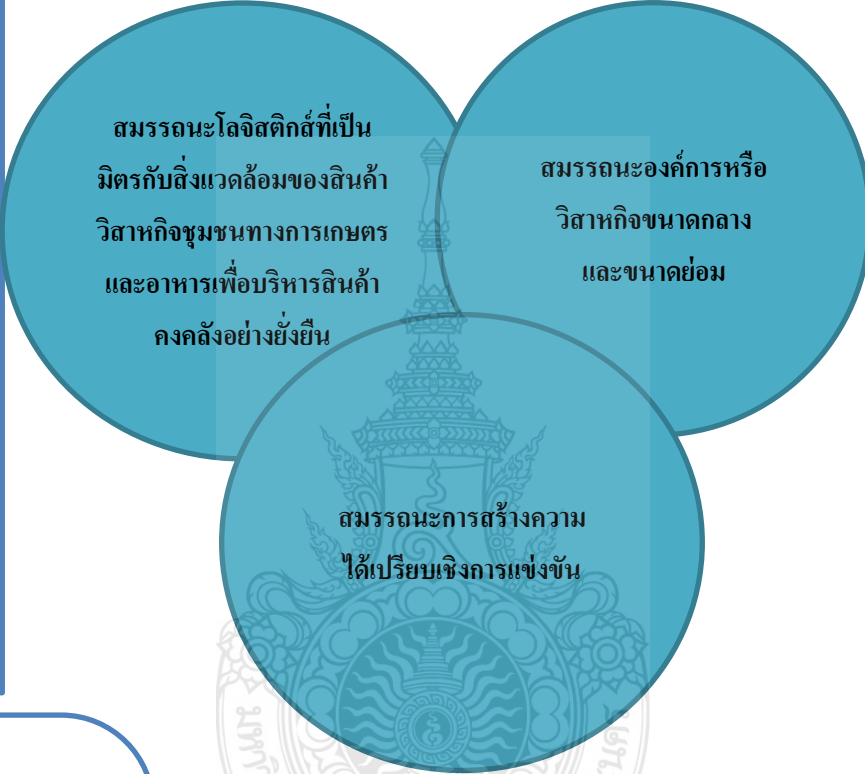 สมรรถนะโลจิสติกส์ที่เป็น
มิตรกับสิ่งแวดล้อมของสินค้า
วิสาหกิจชุมชนทางการเกษตร
และอาหารเพื่อบริหารสินค้า
คงคลังอย่างยั่งยืน
สมรรถนะองค์การหรือ
วิสาหกิจขนาดกลาง
และขนาดย่อม
สมรรถนะการสร้างความ
ได้เปรียบเชิงการแข่งขัน